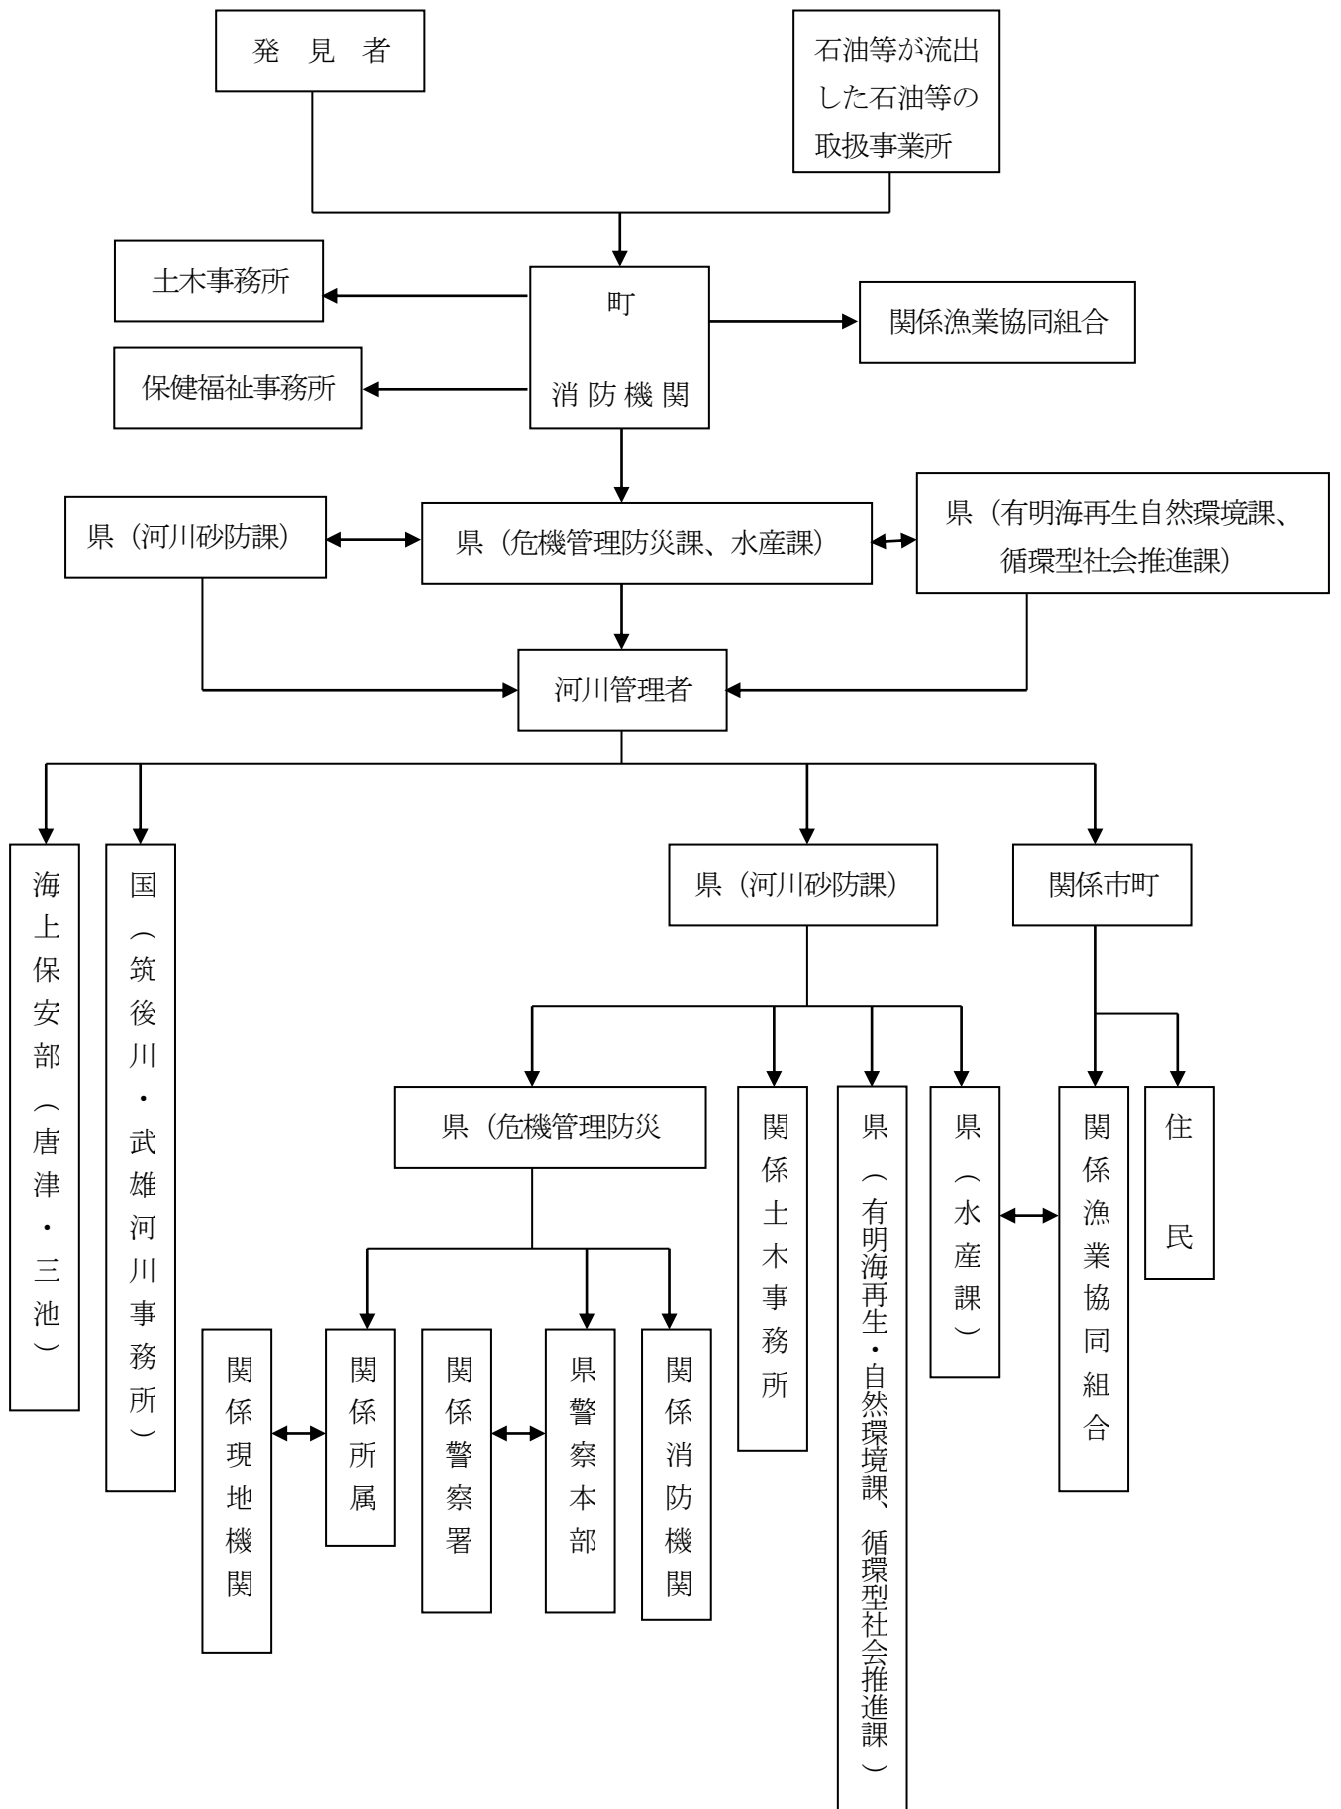 発　見　者
石油等が流出
した石油等の
取扱事業所
土木事務所
町
消防機関
関係漁業協同組合
保健福祉事務所
県（河川砂防課）
県（危機管理防災課、水産課）
県（有明海再生自然環境課、
循環型社会推進課）
河川管理者
海上保安部（唐津・三池）
国（筑後川・武雄河川事務所）
県（河川砂防課）
関係市町
県（危機管理防災
関係土木事務所
県（有明海再生・自然環境課、循環型社会推進課）
県（水産課）
関係漁業協同組合
住　民
関係現地機関
関係所属
関係警察署
県警察本部
関係消防機関